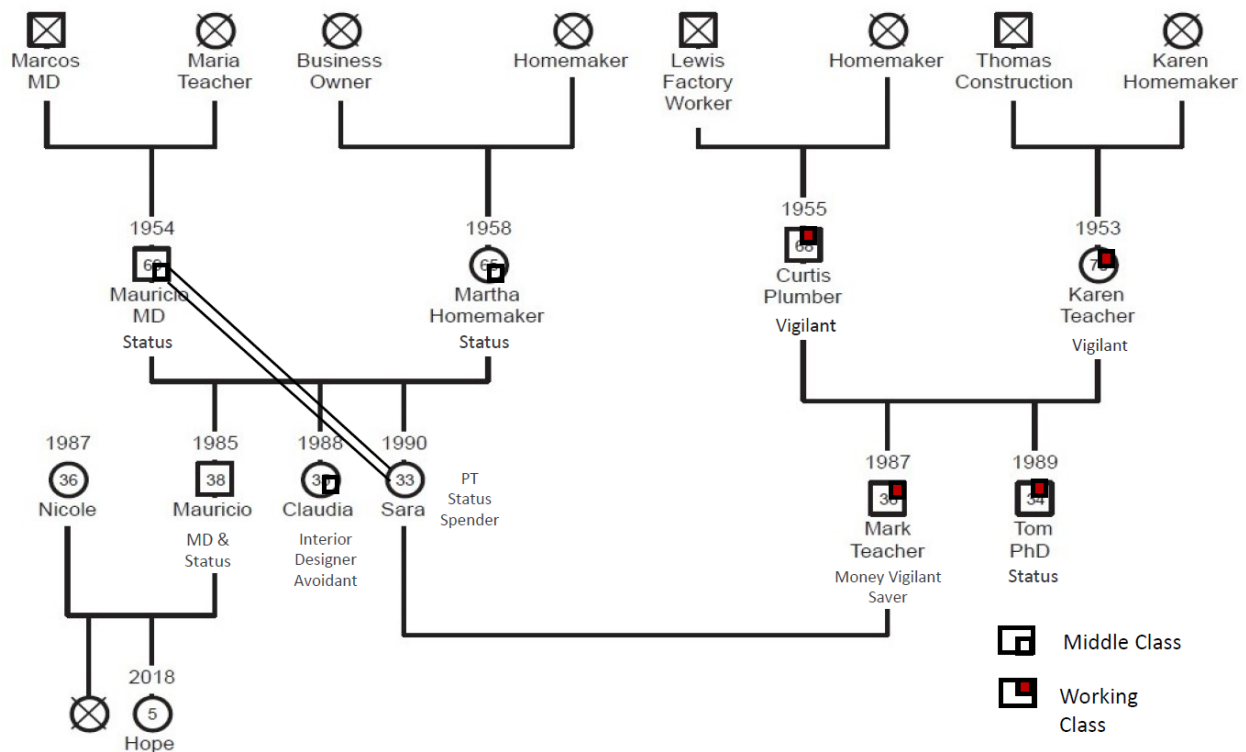 Marcos
MD
Maria
Teacher
Business
Owner
Homemaker
Lewis
Factory
Worker
Homemaker
Thomas
Construction
Karen
Homemaker
1954
69
Mauricio
MD
Status
1958
65
Martha
Homemaker
Status
1955
68
Curtis
Plumber
Vigilant
1953
Karen
Teacher
Vigilant
1987
36
Nicole
1985
38
Mauricio
MD &
Status
1988
Claudia
Interior
Designer
Avoidant
1990
33
Sara
PT
Status
Spender
1987
Mark
Teacher
Money Vigilant
Saver
1989
34
Tom
PhD
Status
2018
5
Hope
Middle Class
Working
Class